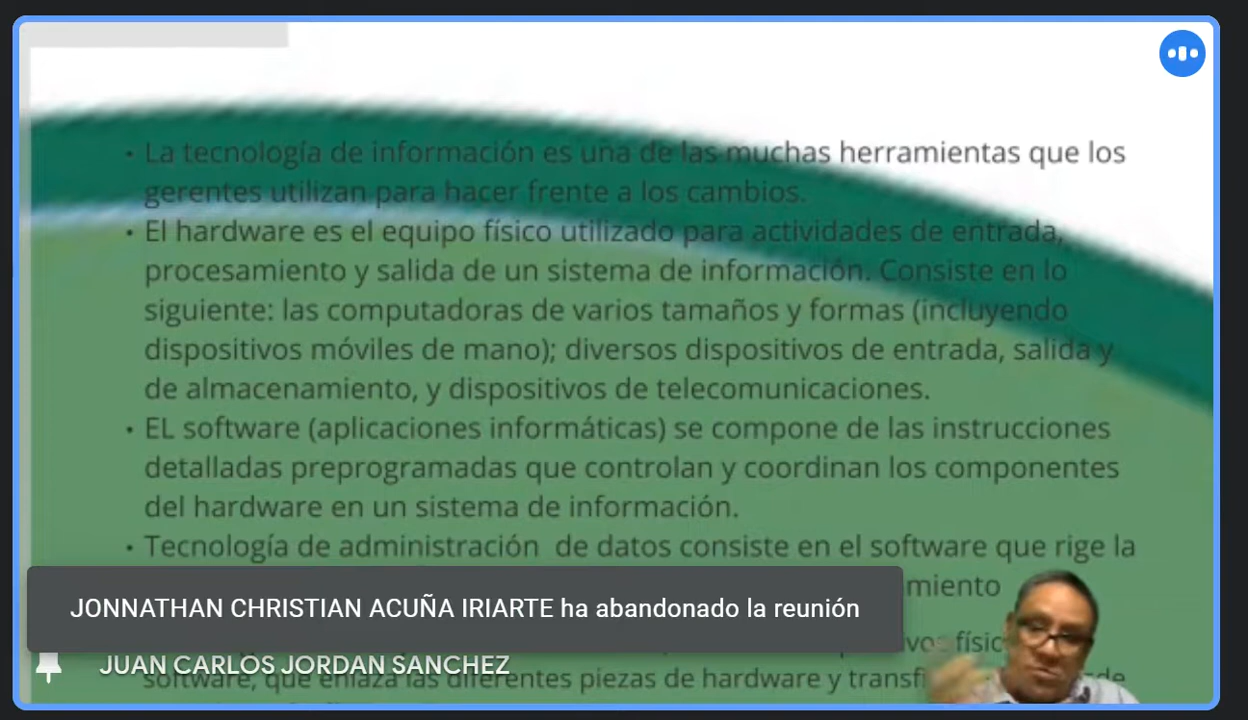 • La tecnología de información es una de las muchas herramientas que los
gerentes utilizan para hacer frente a los cambios.
• El hardware es el equipo físico utilizado para actividades de entrada,
procesamiento y salida de un sistema de información. Consiste en lo
siguiente: las computadoras de varios tamaños y formas (incluyendo
dispositivos móviles de mano); diversos dispositivos de entrada, salida y
de almacenamiento, y dispositivos de telecomunicaciones.
• EL software (aplicaciones informáticas) se compone de las instrucciones
detalladas preprogramadas que controlan y coordinan los componentes
del hardware en un sistema de información.
• Tecnología de administración de datos consiste en el software que rige la
JONNATHAN CHRISTIAN ACUÑA IRIARTE ha abandonado la reunión
JUAN CARLOS JORDAN SANCHEZ
software, que enlaza las diferentes piezas de hardware y